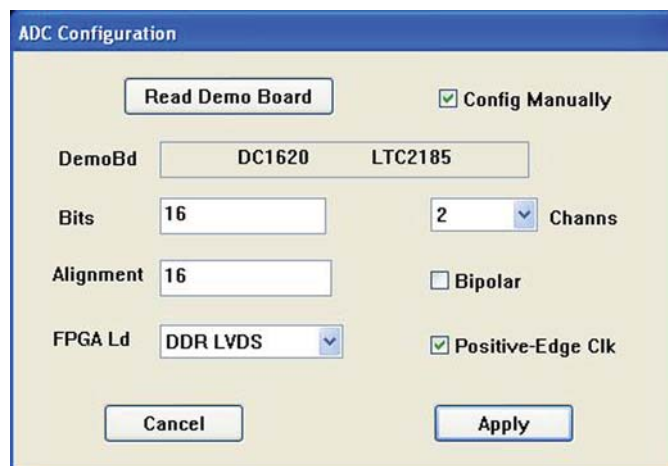 ADC Configuration
Read Demo Board
Config Manually
DemoBd DC1620 LTC2185
Bits 16 2 Channs
Alignment 16 Bipolar
FPGA Ld DDR LVDS Positive-Edge Clk
Cancel Apply